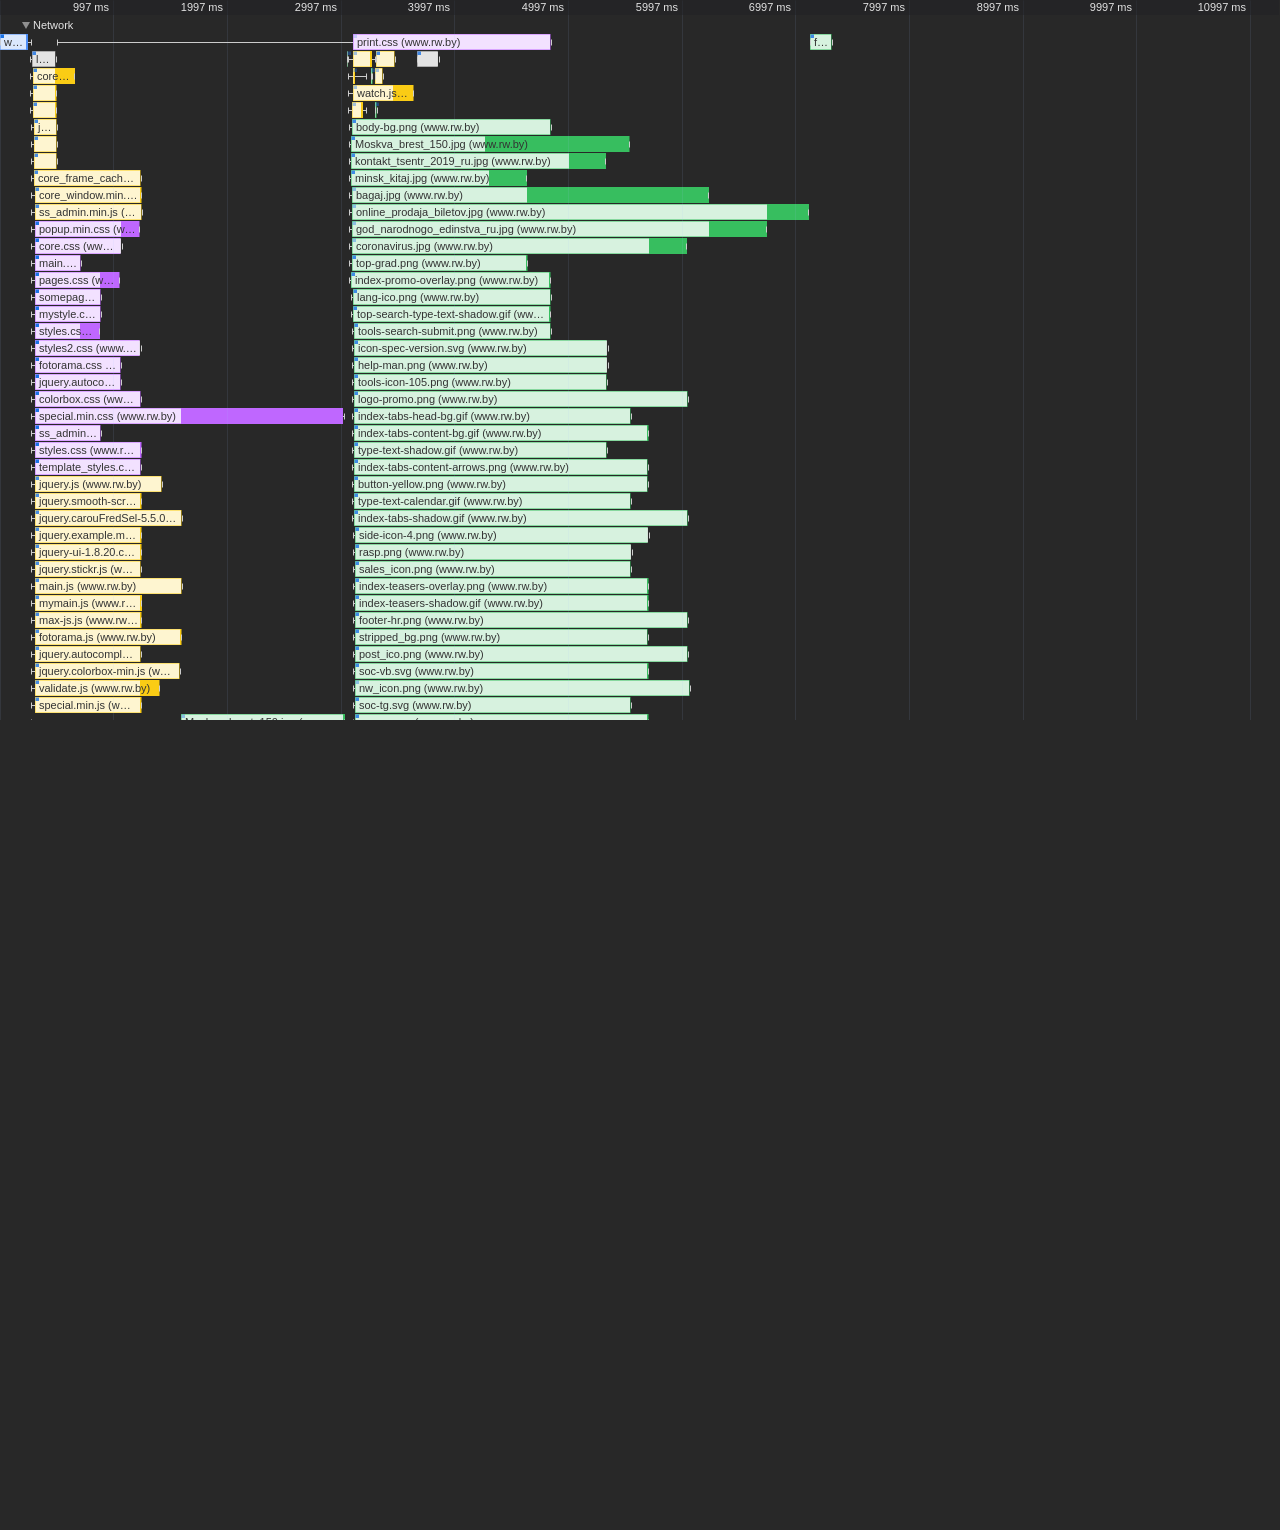 997 ms 1997 ms 2997 ms 3997 ms 4997 ms 5997 ms 6997 ms 7997 ms 8997 ms 9997 ms 10997 ms
Network
w… print.css (www.rw.by) f…
l…
core…
watch.js…
j… body-bg.png (www.rw.by)
Moskva_brest_150.jpg (www.rw.by)
kontakt_tsentr_2019_ru.jpg (www.rw.by)
core_frame_cach… minsk_kitaj.jpg (www.rw.by)
core_window.min.… bagaj.jpg (www.rw.by)
ss_admin.min.js (… online_prodaja_biletov.jpg (www.rw.by)
popup.min.css (w… god_narodnogo_edinstva_ru.jpg (www.rw.by)
core.css (ww… coronavirus.jpg (www.rw.by)
main.… top-grad.png (www.rw.by)
pages.css (w… index-promo-overlay.png (www.rw.by)
somepag… lang-ico.png (www.rw.by)
mystyle.c… top-search-type-text-shadow.gif (ww…
styles.cs… tools-search-submit.png (www.rw.by)
styles2.css (www.… icon-spec-version.svg (www.rw.by)
fotorama.css … help-man.png (www.rw.by)
jquery.autoco… tools-icon-105.png (www.rw.by)
colorbox.css (ww… logo-promo.png (www.rw.by)
special.min.css (www.rw.by) index-tabs-head-bg.gif (www.rw.by)
ss_admin… index-tabs-content-bg.gif (www.rw.by)
styles.css (www.r… type-text-shadow.gif (www.rw.by)
template_styles.c… index-tabs-content-arrows.png (www.rw.by)
jquery.js (www.rw.by) button-yellow.png (www.rw.by)
jquery.smooth-scr… type-text-calendar.gif (www.rw.by)
jquery.carouFredSel-5.5.0… index-tabs-shadow.gif (www.rw.by)
jquery.example.m… side-icon-4.png (www.rw.by)
jquery-ui-1.8.20.c… rasp.png (www.rw.by)
jquery.stickr.js (w… sales_icon.png (www.rw.by)
main.js (www.rw.by) index-teasers-overlay.png (www.rw.by)
mymain.js (www.r… index-teasers-shadow.gif (www.rw.by)
max-js.js (www.rw… footer-hr.png (www.rw.by)
fotorama.js (www.rw.by) stripped_bg.png (www.rw.by)
jquery.autocompl… post_ico.png (www.rw.by)
jquery.colorbox-min.js (w… soc-vb.svg (www.rw.by)
validate.js (www.rw.by) nw_icon.png (www.rw.by)
special.min.js (w… soc-tg.svg (www.rw.by)